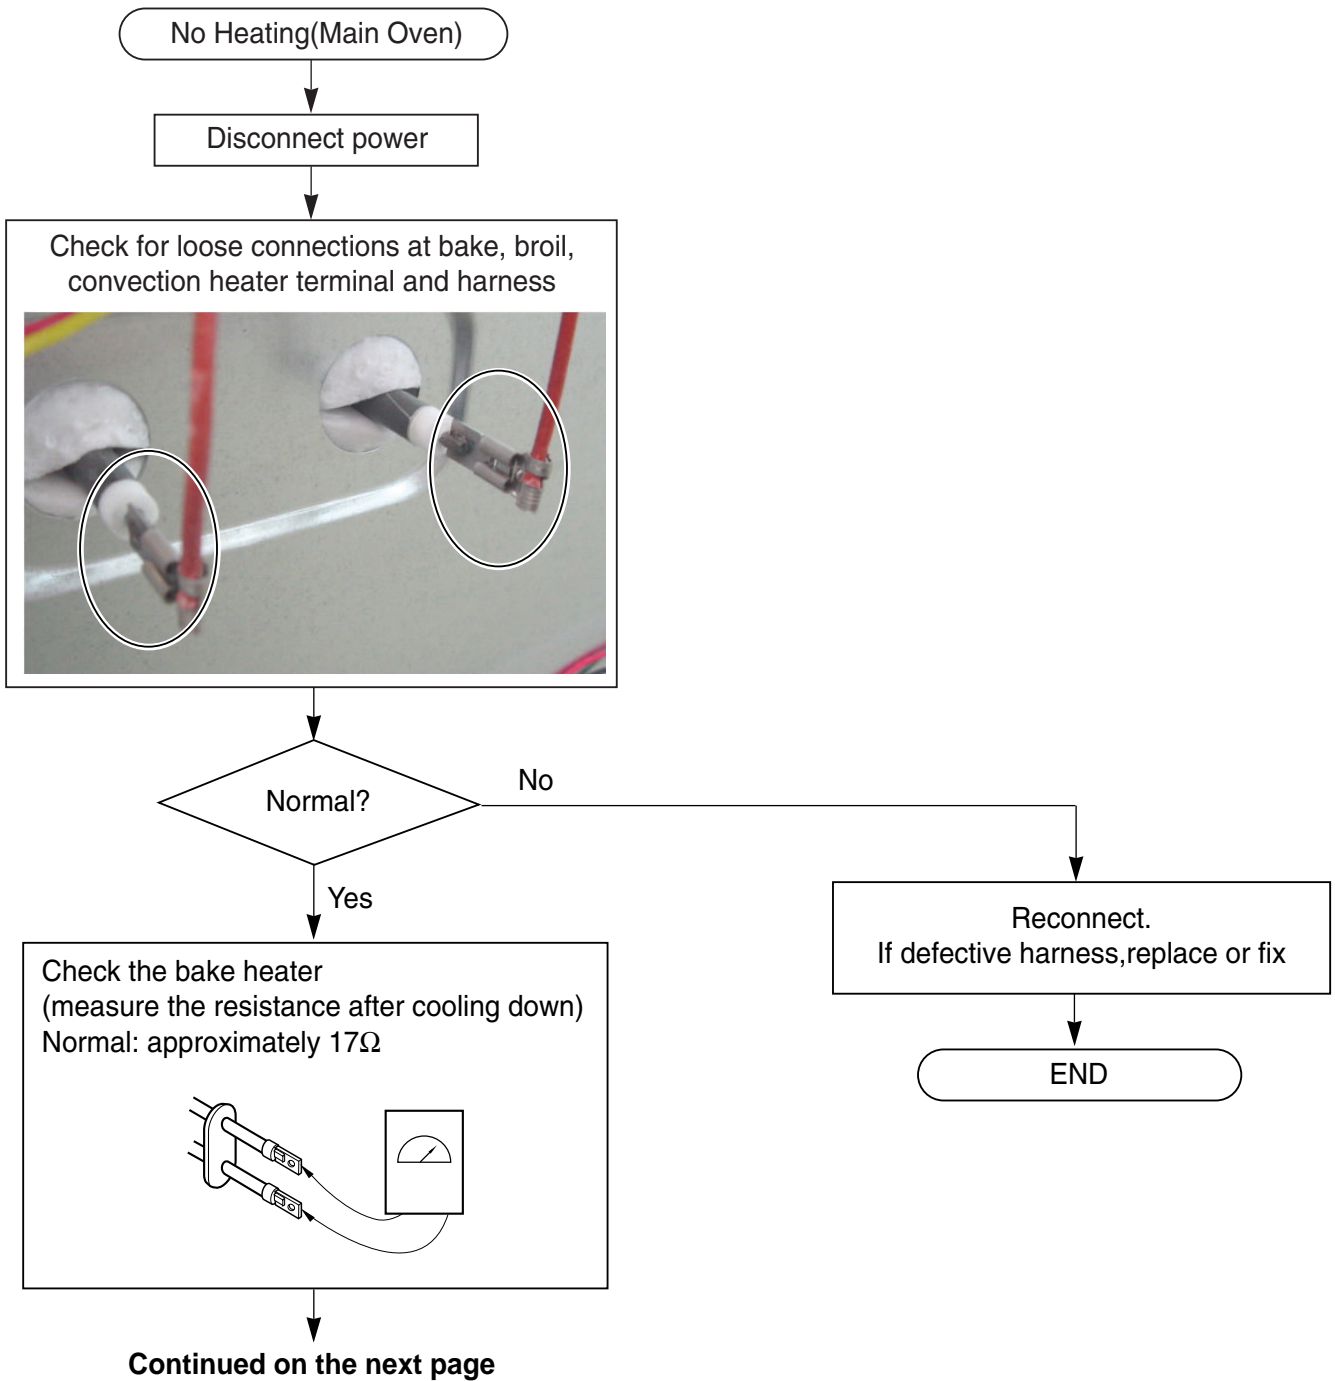 No Heating(Main Oven)
Disconnect power
Check for loose connections at bake, broil,
convection heater terminal and harness
Normal?
No
Yes
Reconnect.
If defective harness,replace or fix
END
Check the bake heater
(measure the resistance after cooling down)
Normal: approximately 17Ω
Continued on the next page